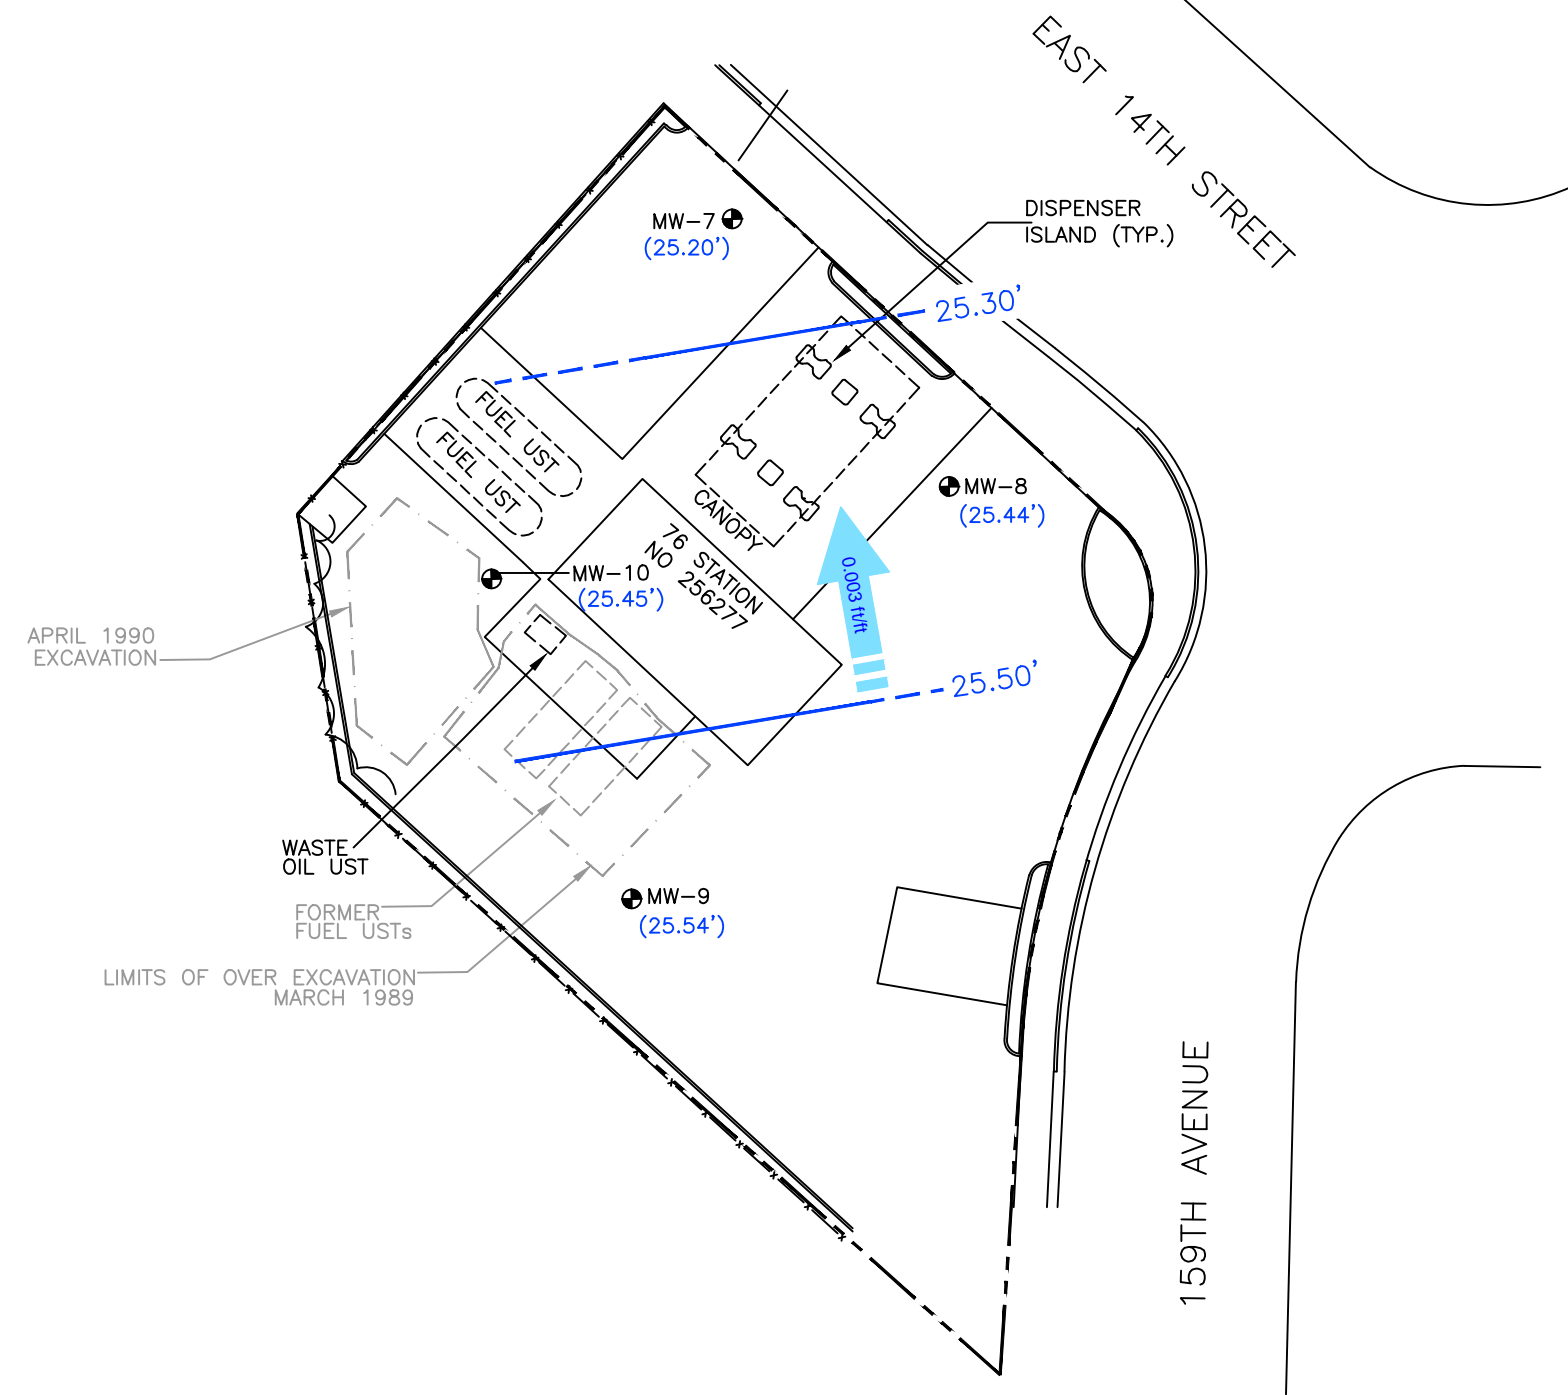 EAST 14TH STREET
MW-7
(25.20')
DISPENSER
ISLAND (TYP.)
25.30'
FUEL UST
FUEL UST
CANOPY
MW-8
(25.44')
76 STATION
NO 256277
MW-10
(25.45')
0.003 ft/ft
APRIL 1990
EXCAVATION
25.50'
WASTE
OIL UST
MW-9
(25.54')
FORMER
FUEL USTs
LIMITS OF OVER EXCAVATION
MARCH 1989
159TH AVENUE